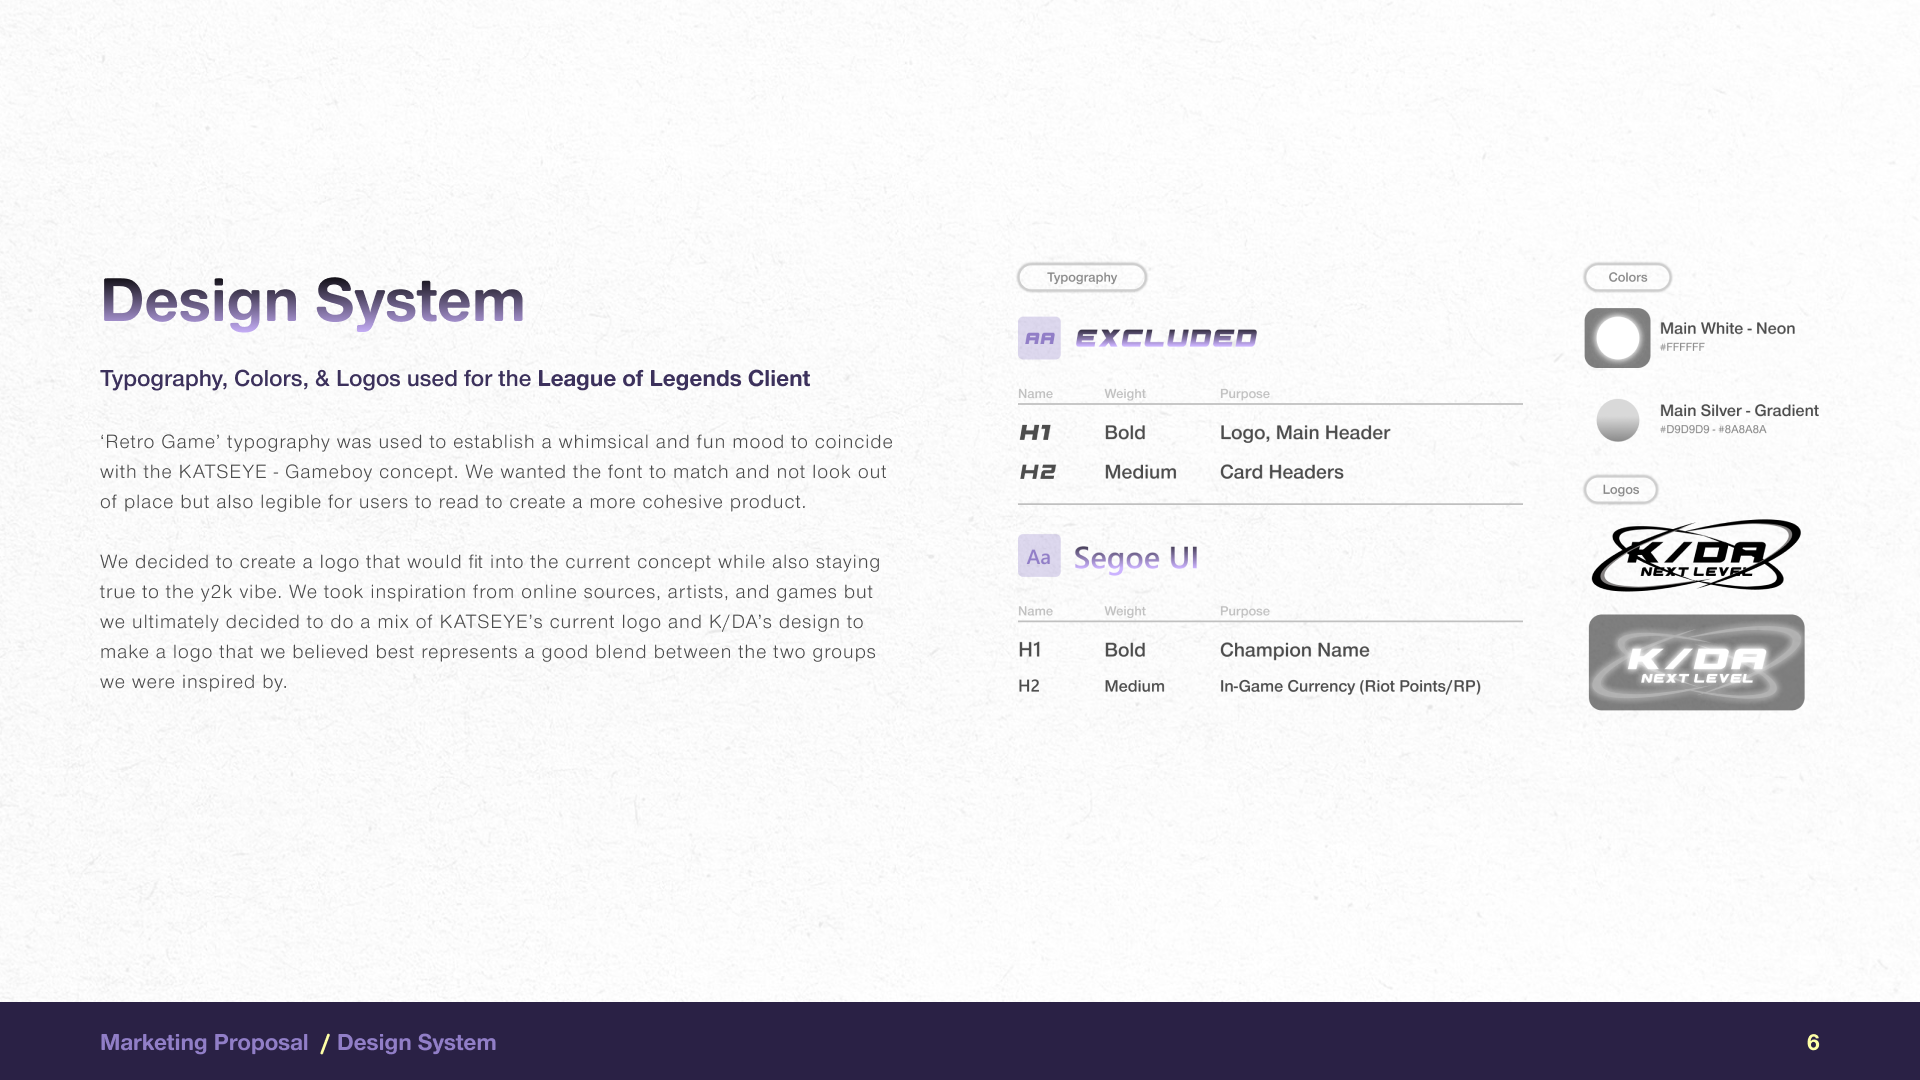 Design System
Typography, Colors, & Logos used for the League of Legends Client
‘Retro Game’ typography was used to establish a whimsical and fun mood to coincide
with the KATSEYE - Gameboy concept. We wanted the font to match and not look out
of place but also legible for users to read to create a more cohesive product.
We decided to create a logo that would fit into the current concept while also staying
true to the y2k vibe. We took inspiration from online sources, artists, and games but
we ultimately decided to do a mix of KATSEYE’s current logo and K/DA’s design to
make a logo that we believed best represents a good blend between the two groups
we were inspired by.
Typography
AA EXCLUDED
Name Weight Purpose
H1 Bold Logo, Main Header
H2 Medium Card Headers
Aa Segoe UI
Name Weight Purpose
H1 Bold Champion Name
H2 Medium In-Game Currency (Riot Points/RP)
Colors
Main White - Neon
#FFFFFF
Main Silver - Gradient
#D9D9D9 - #8A8A8A
Logos
K/DA
NEXT LEVEL
K/DA
NEXT LEVEL
Marketing Proposal / Design System
6